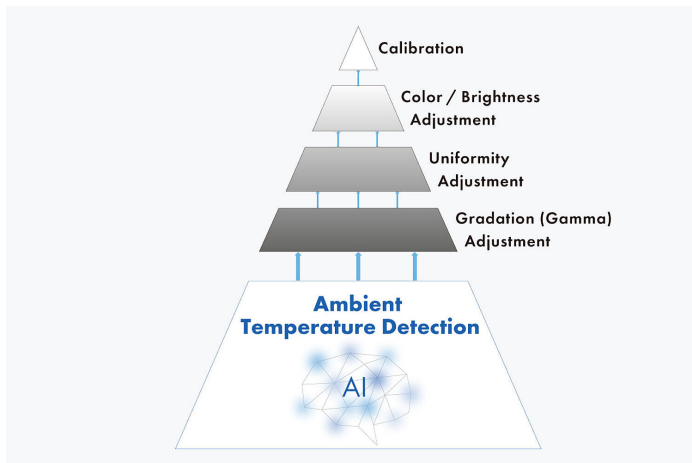 Calibration
Color / Brightness
Adjustment
Uniformity
Adjustment
Gradation (Gamma)
Adjustment
Ambient
Temperature Detection
AI